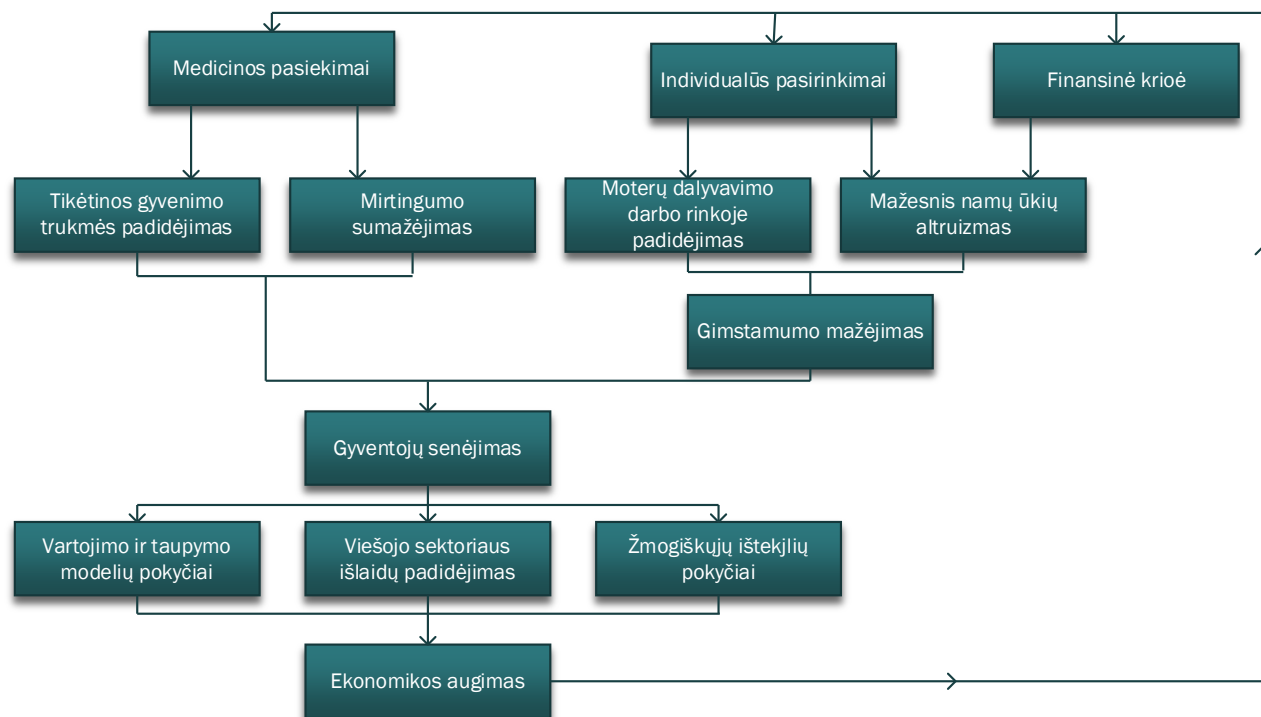 Medicinos pasiekimai
Individualūs pasirinkimai
Finansinė krioė
Tikėtinos gyvenimo
trukmės padidėjimas
Mirtingumo
sumažėjimas
Moterų dalyvavimo
darbo rinkoje
padidėjimas
Mažesnis namų ūkių
altruizmas
Gimstamumo mažėjimas
Gyventojų senėjimas
Vartojimo ir taupymo
modelių pokyčiai
Viešojo sektoriaus
išlaidų padidėjimas
Žmogiškųjų ištekjlių
pokyčiai
Ekonomikos augimas